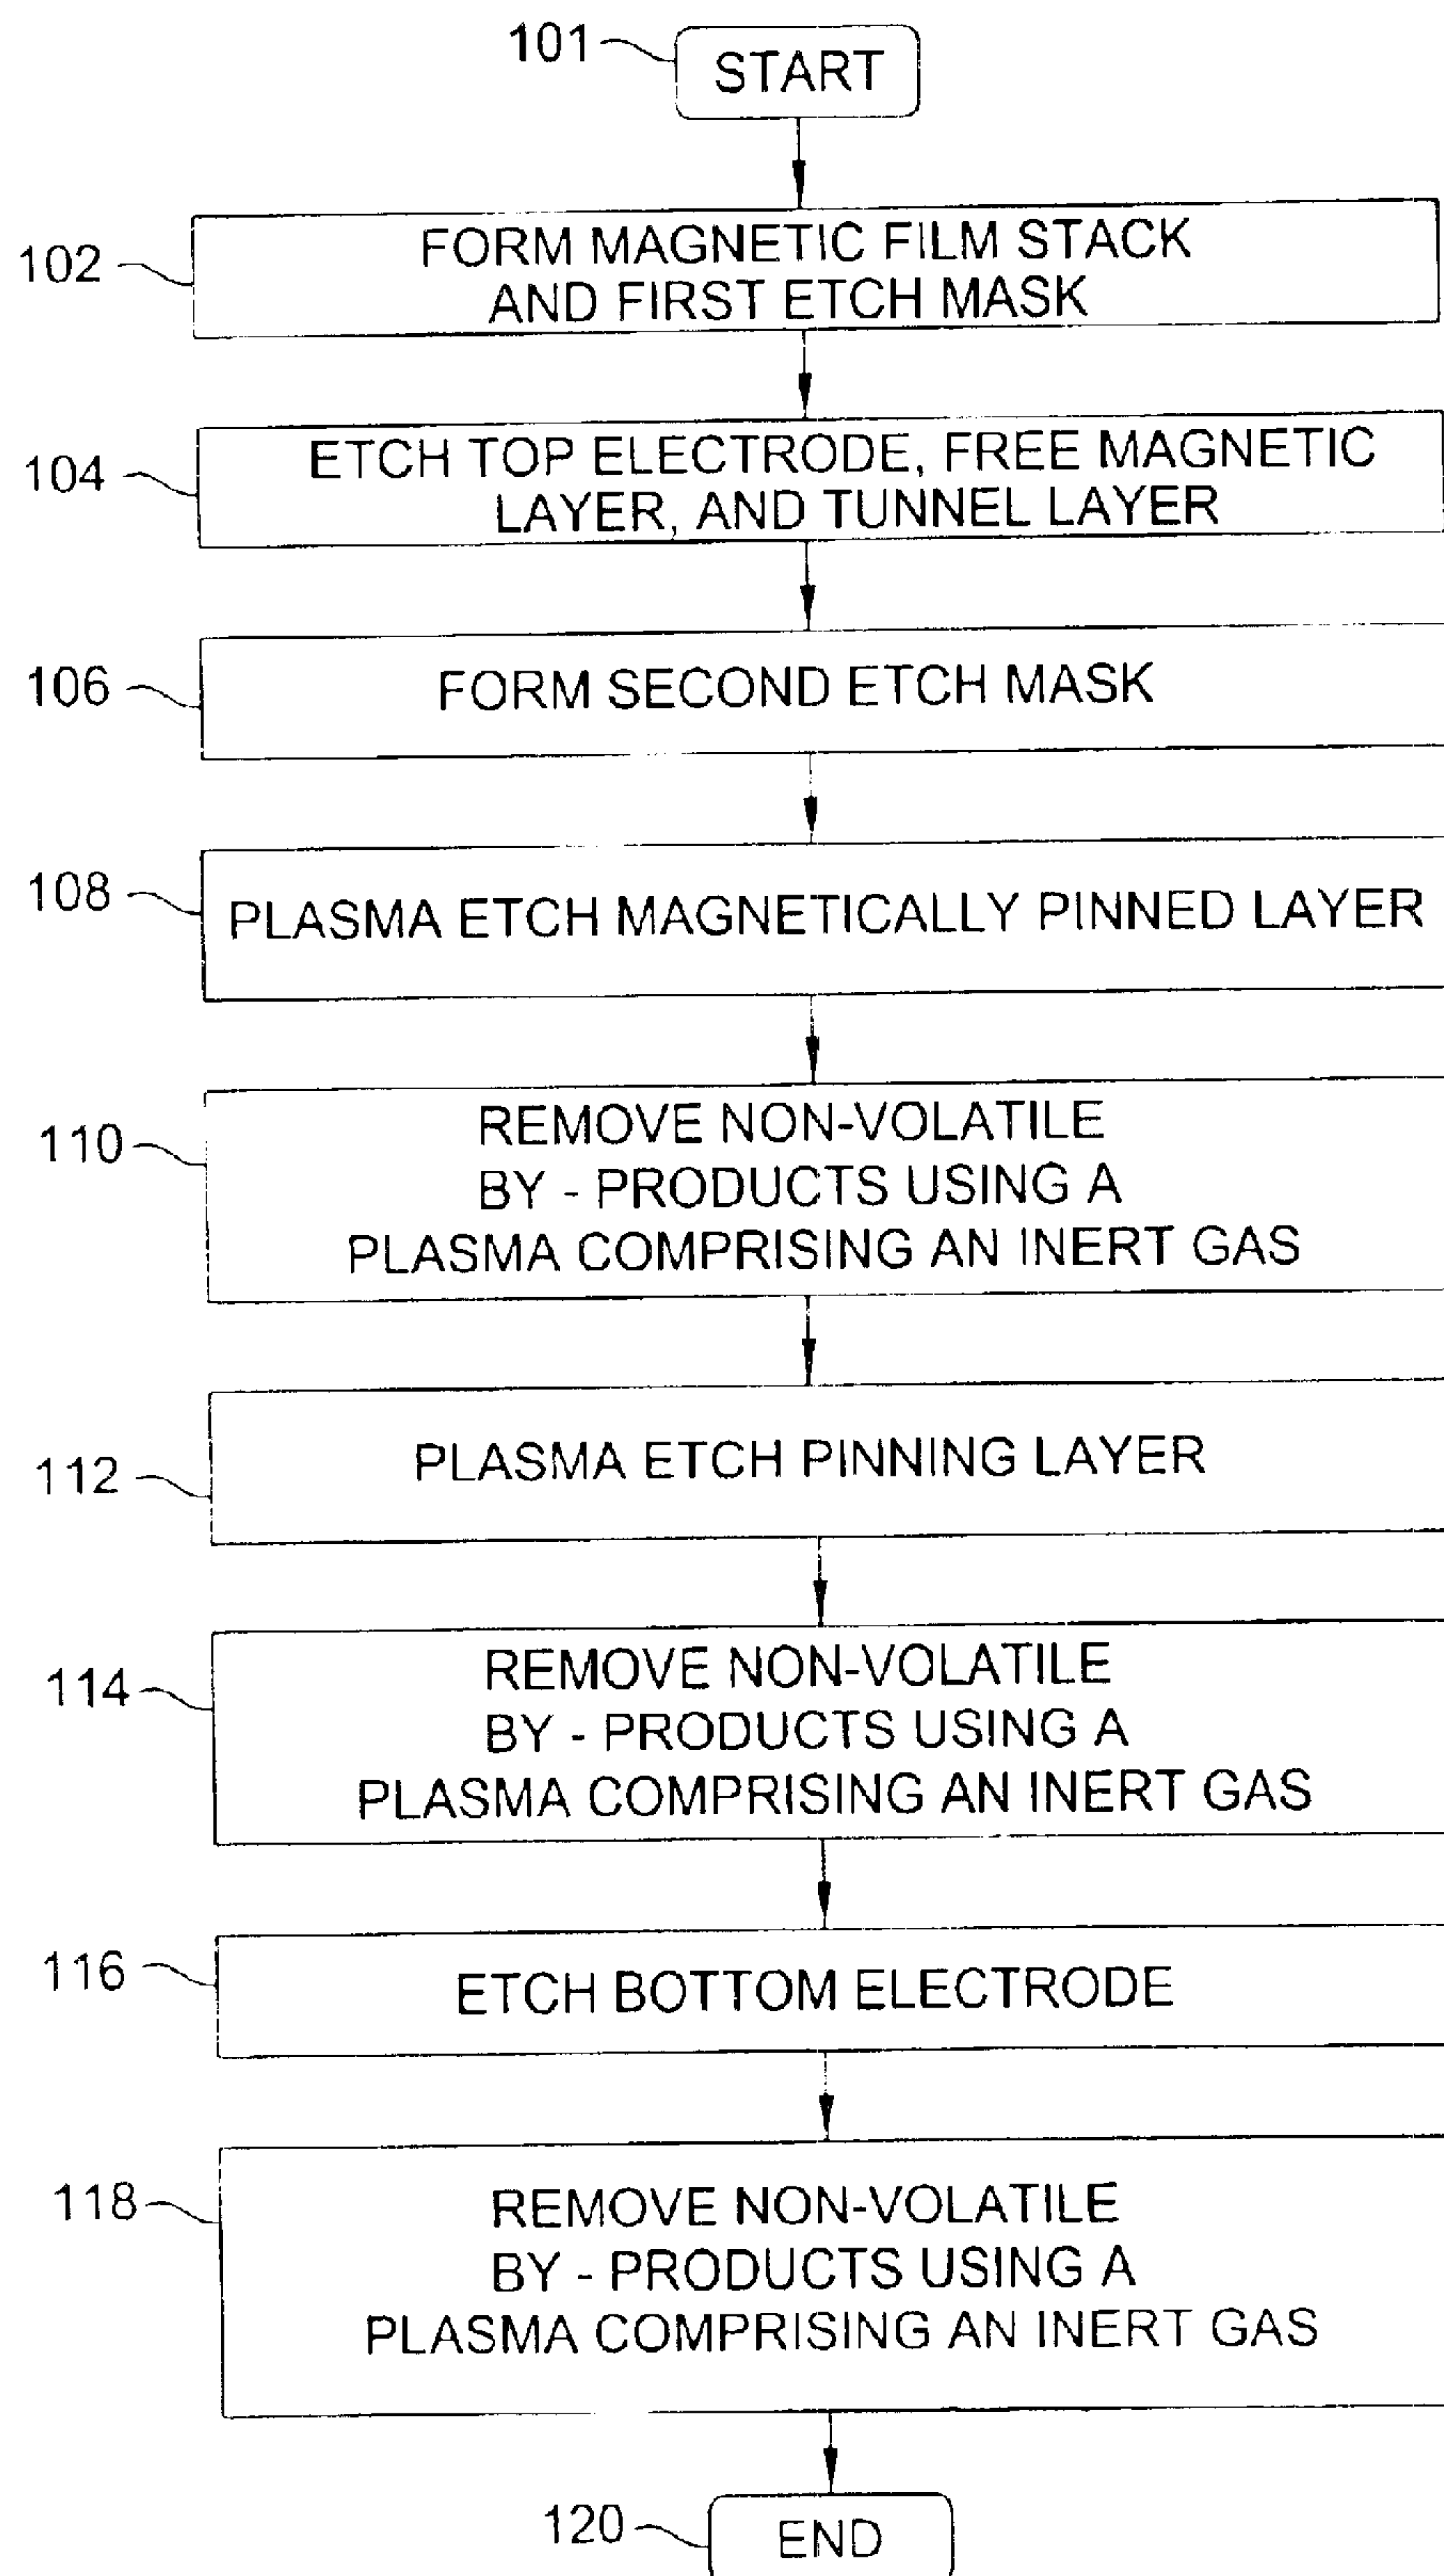 101
START
102
FORM MAGNETIC FILM STACK
AND FIRST ETCH MASK
104
ETCH TOP ELECTRODE, FREE MAGNETIC
LAYER, AND TUNNEL LAYER
106
FORM SECOND ETCH MASK
108
PLASMA ETCH MAGNETICALLY PINNED LAYER
110
REMOVE NON-VOLATILE
BY - PRODUCTS USING A
PLASMA COMPRISING AN INERT GAS
112
PLASMA ETCH PINNING LAYER
114
REMOVE NON-VOLATILE
BY - PRODUCTS USING A
PLASMA COMPRISING AN INERT GAS
116
ETCH BOTTOM ELECTRODE
118
REMOVE NON-VOLATILE
BY - PRODUCTS USING A
PLASMA COMPRISING AN INERT GAS
120
END